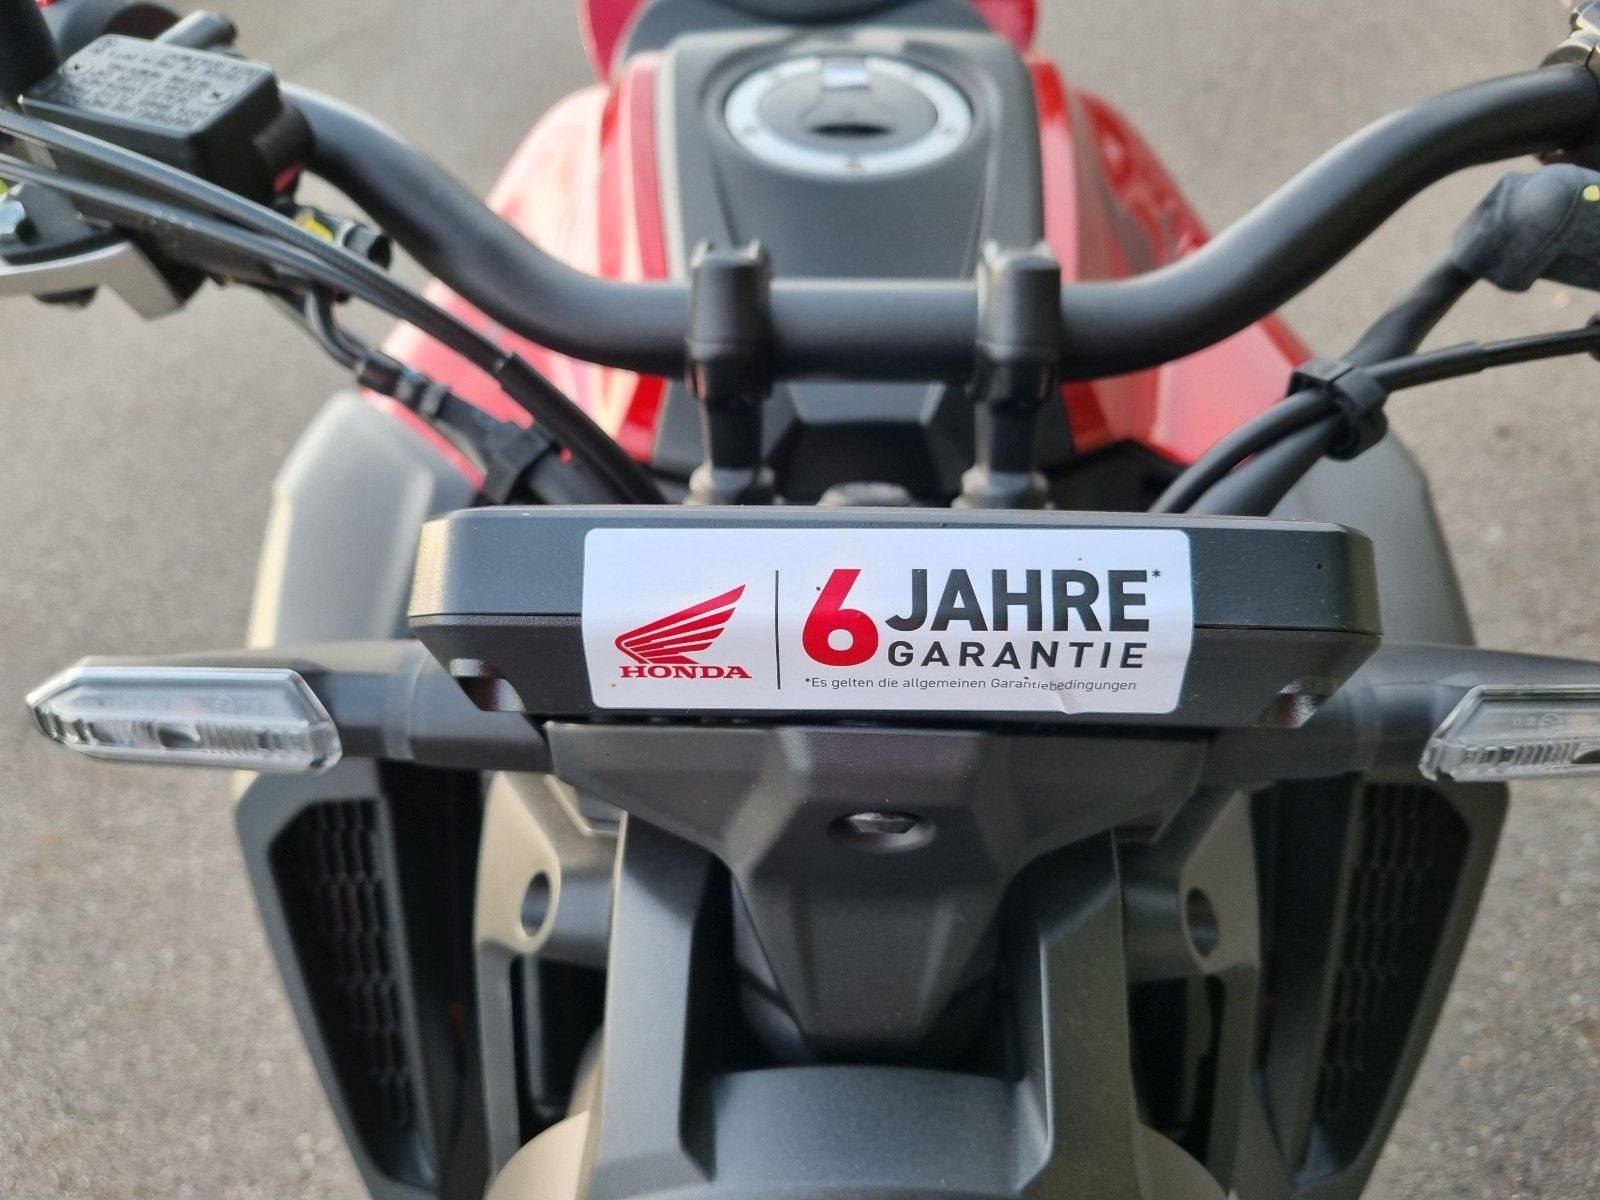 HONDA
6 JAHRE*
GARANTIE
*Es gelten die allgemeinen Garantiebedingungen